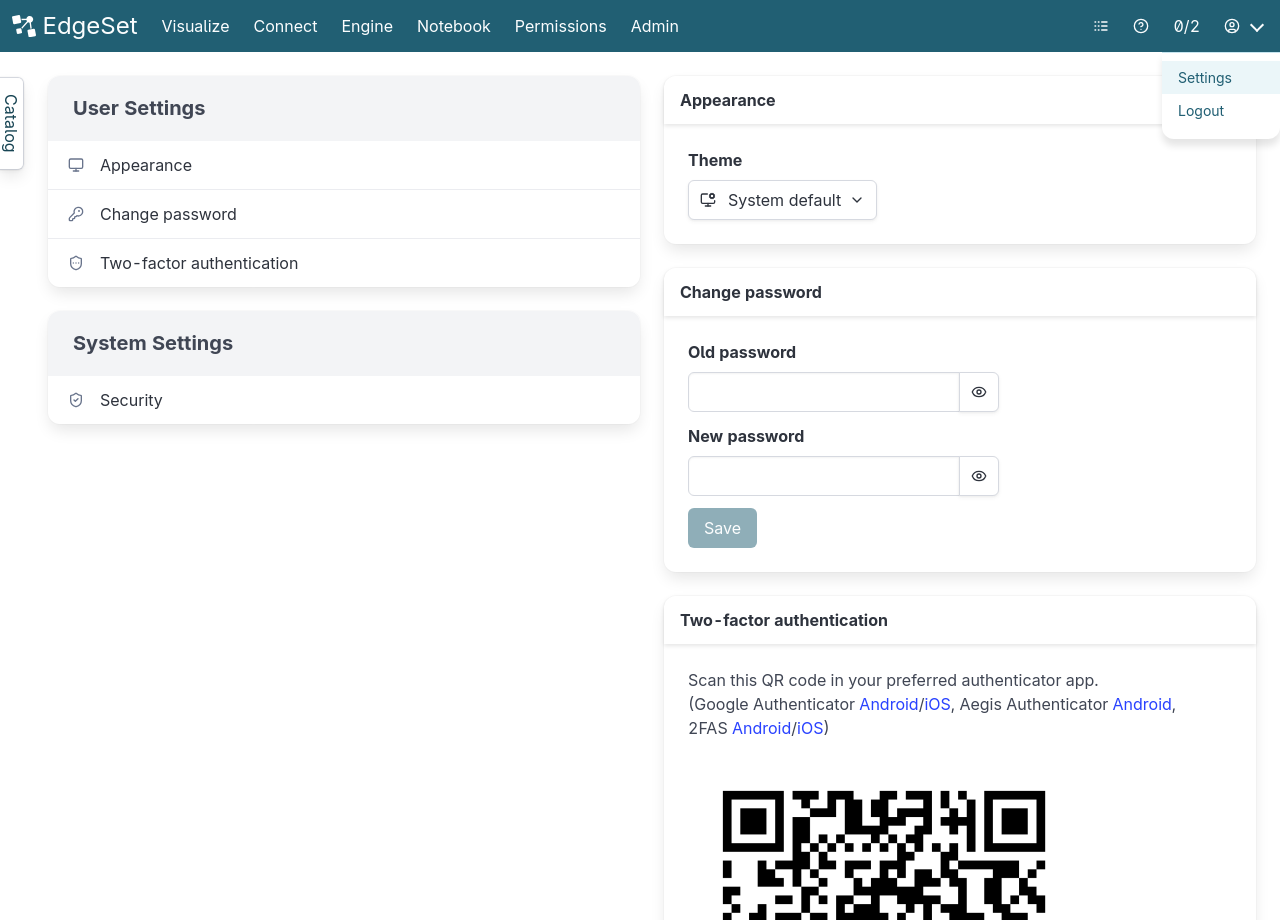 EdgeSet Visualize Connect Engine Notebook Permissions Admin 0/2
Settings
Logout
Catalog
User Settings
Appearance
Change password
Two-factor authentication
System Settings
Security
Appearance
Theme
System default
Change password
Old password
New password
Save
Two-factor authentication
Scan this QR code in your preferred authenticator app.
(Google Authenticator Android/iOS, Aegis Authenticator Android,
2FAS Android/iOS)